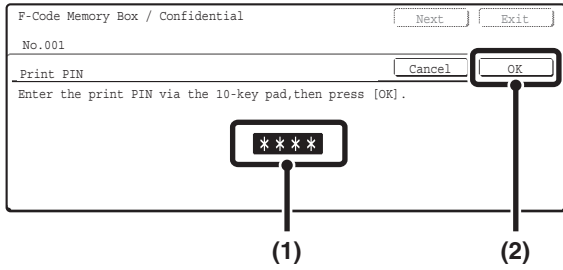 F-Code Memory Box / Confidential Next Exit
No.001
Print PIN Cancel OK
Enter the print PIN via the 10-key pad,then press [OK].
****
(1) (2)